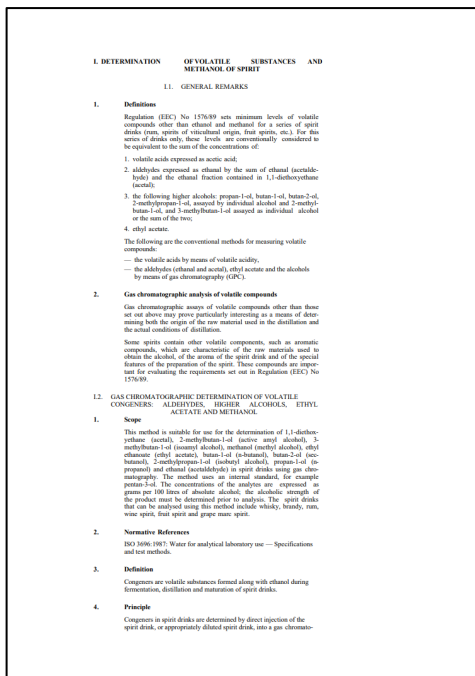 I. DETERMINATION OF VOLATILE SUBSTANCES AND
METHANOL OF SPIRIT
I.1. GENERAL REMARKS
1. Definitions
Regulation (EEC) No 1576/89 sets minimum levels of volatile
compounds other than ethanol and methanol for a series of spirit
drinks (rum, spirits of viticultural origin, fruit spirits, etc.). For this
series of drinks only, these levels are conventionally considered to
be equivalent to the sum of the concentrations of:
1. volatile acids expressed as acetic acid;
2. aldehydes expressed as ethanal by the sum of ethanal (acetalde-
hyde) and the ethanal fraction contained in 1,1-diethoxyethane
(acetal);
3. the following higher alcohols: propan-1-ol, butan-1-ol, butan-2-ol,
2-methylpropan-1-ol, assayed by individual alcohol and 2-methyl-
butan-1-ol, and 3-methylbutan-1-ol assayed as individual alcohol
or the sum of the two;
4. ethyl acetate.
The following are the conventional methods for measuring volatile
compounds:
— the volatile acids by means of volatile acidity,
— the aldehydes (ethanal and acetal), ethyl acetate and the alcohols
by means of gas chromatography (GPC).
2. Gas chromatographic analysis of volatile compounds
Gas chromatographic assays of volatile compounds other than those
set out above may prove particularly interesting as a means of deter-
mining both the origin of the raw material used in the distillation and
the actual conditions of distillation.
Some spirits contain other volatile components, such as aromatic
compounds, which are characteristic of the raw materials used to
obtain the alcohol, of the aroma of the spirit drink and of the special
features of the preparation of the spirit. These compounds are impor-
tant for evaluating the requirements set out in Regulation (EEC) No
1576/89.
I.2. GAS CHROMATOGRAPHIC DETERMINATION OF VOLATILE
CONGENERS: ALDEHYDES, HIGHER ALCOHOLS, ETHYL
ACETATE AND METHANOL
1. Scope
This method is suitable for use for the determination of 1,1-diethox-
yethane (acetal), 2-methylbutan-1-ol (active amyl alcohol), 3-
methylbutan-1-ol (isoamyl alcohol), methanol (methyl alcohol), ethyl
ethanoate (ethyl acetate), butan-1-ol (n-butanol), butan-2-ol (sec-
butanol), 2-methylpropan-1-ol (isobutyl alcohol), propan-1-ol (n-
propanol) and ethanal (acetaldehyde) in spirit drinks using gas chro-
matography. The method uses an internal standard, for example
pentan-3-ol. The concentrations of the analytes are expressed as
grams per 100 litres of absolute alcohol; the alcoholic strength of
the product must be determined prior to analysis. The spirit drinks
that can be analysed using this method include whisky, brandy, rum,
wine spirit, fruit spirit and grape marc spirit.
2. Normative References
ISO 3696:1987: Water for analytical laboratory use — Specifications
and test methods.
3. Definition
Congeners are volatile substances formed along with ethanol during
fermentation, distillation and maturation of spirit drinks.
4. Principle
Congeners in spirit drinks are determined by direct injection of the
spirit drink, or appropriately diluted spirit drink, into a gas chromato-